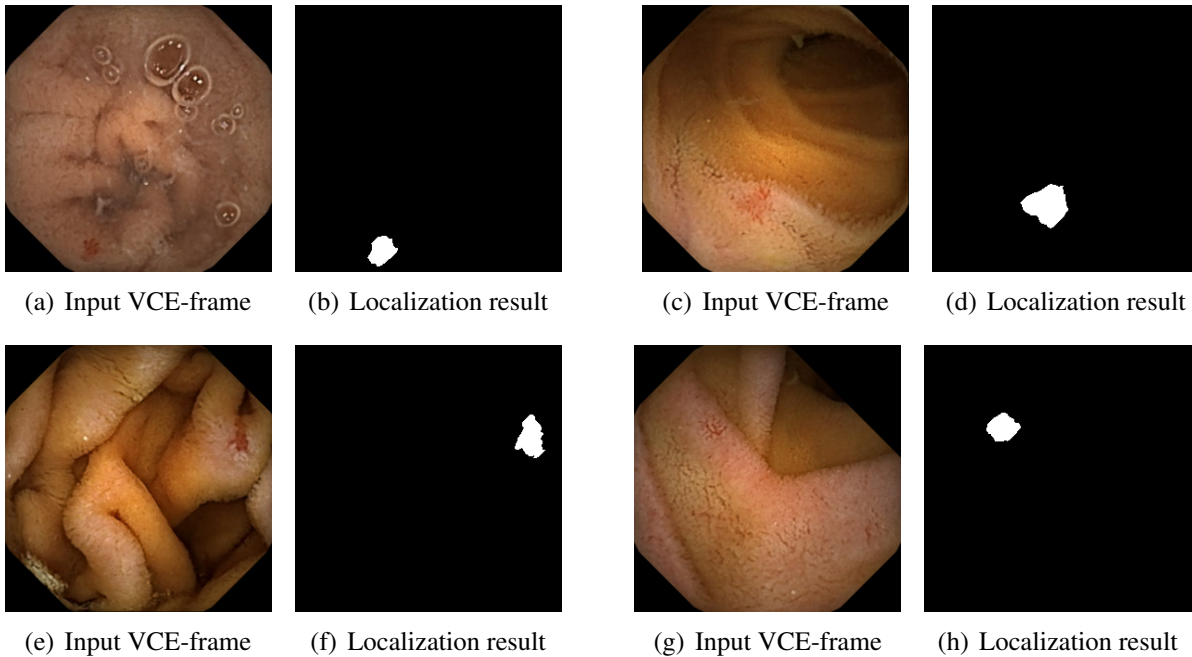 (a) Input VCE-frame (b) Localization result (c) Input VCE-frame (d) Localization result
(e) Input VCE-frame (f) Localization result (g) Input VCE-frame (h) Localization result